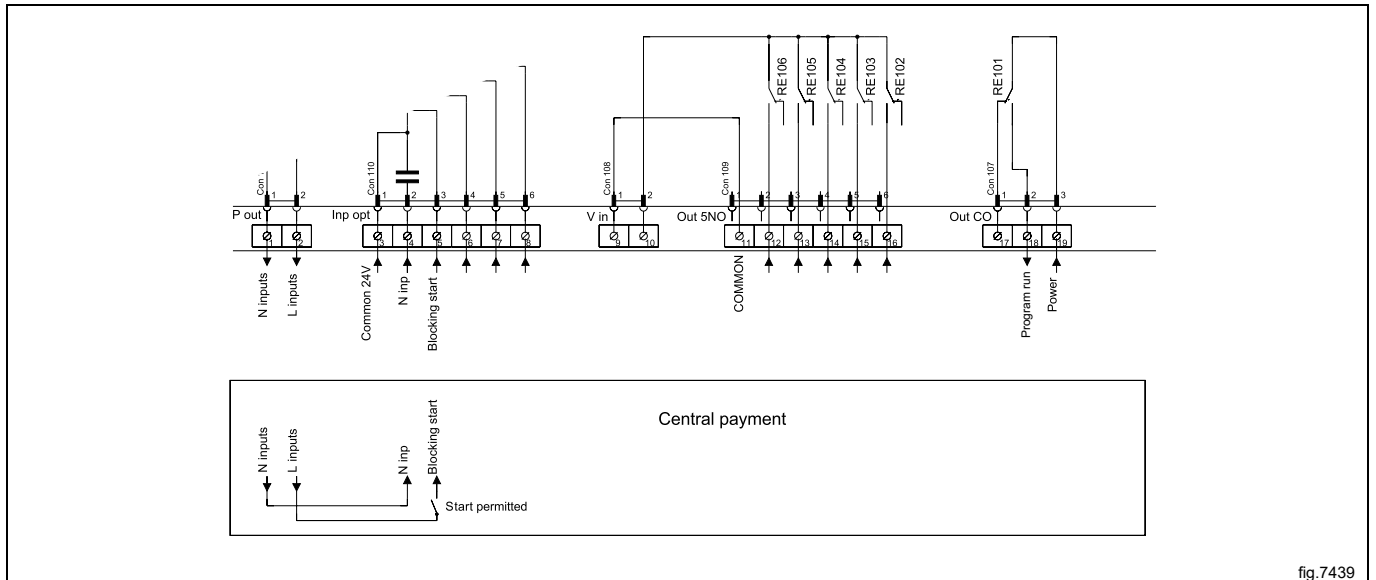 RE106
RE105
RE104
RE103
RE102
RE101
Con
Con 110
Con 108
Con 109
Con 107
1 2
1 2 3 4 5 6
1 2
1 2 3 4 5 6
1 2 3
P out
Inp opt
V in
Out 5NO
Out CO
1 2
3 4 5 6 7 8
9 10
11 12 13 14 15 16
17 18 19
N inputs
L inputs
Common 24V
N inp
Blocking start
COMMON
Program run
Power
Central payment
N inputs
L inputs
N inp
Blocking start
Start permitted
fig.7439